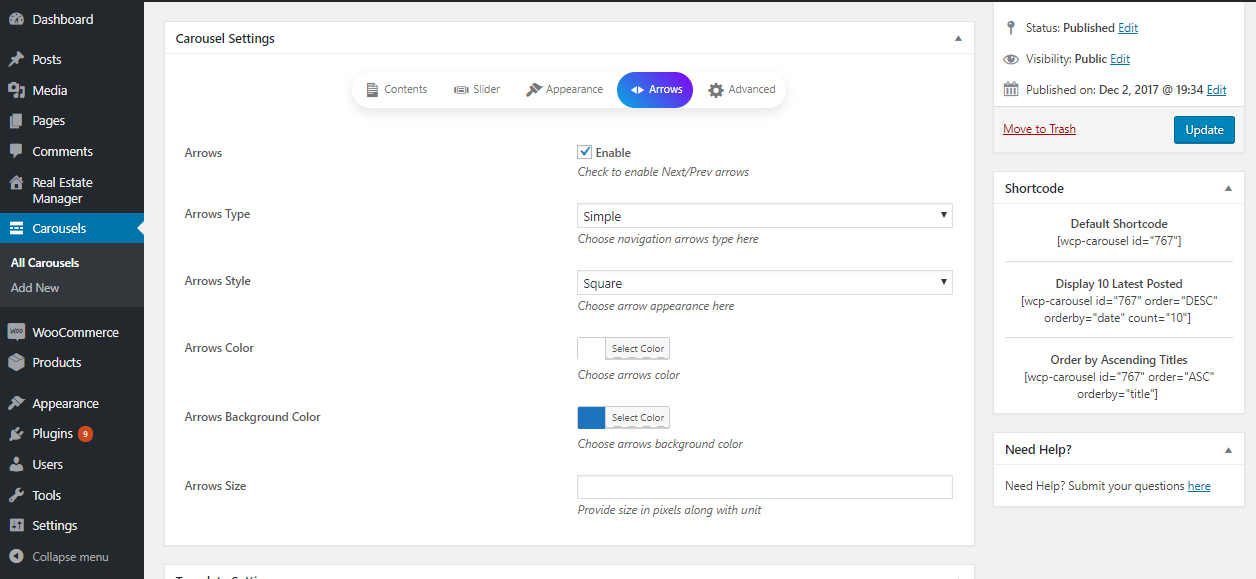 Dashboard
Posts
Media
Pages
Comments
Real Estate
Manager
Carousels
All Carousels
Add New
WooCommerce
Products
Appearance
Plugins 9
Users
Tools
Settings
Collapse menu
Carousel Settings
Contents Slider Appearance Arrows Advanced
Arrows
Enable
Check to enable Next/Prev arrows
Arrows Type
Simple
Choose navigation arrows type here
Arrows Style
Square
Choose arrow appearance here
Arrows Color
Select Color
Choose arrows color
Arrows Background Color
Select Color
Choose arrows background color
Arrows Size
Provide size in pixels along with unit
Status: Published Edit
Visibility: Public Edit
Published on: Dec 2, 2017 @ 19:34 Edit
Move to Trash
Update
Shortcode
Default Shortcode
[wcp-carousel id="767"]
Display 10 Latest Posted
[wcp-carousel id="767" order="DESC"
orderby="date" count="10"]
Order by Ascending Titles
[wcp-carousel id="767" order="ASC"
orderby="title"]
Need Help?
Need Help? Submit your questions here